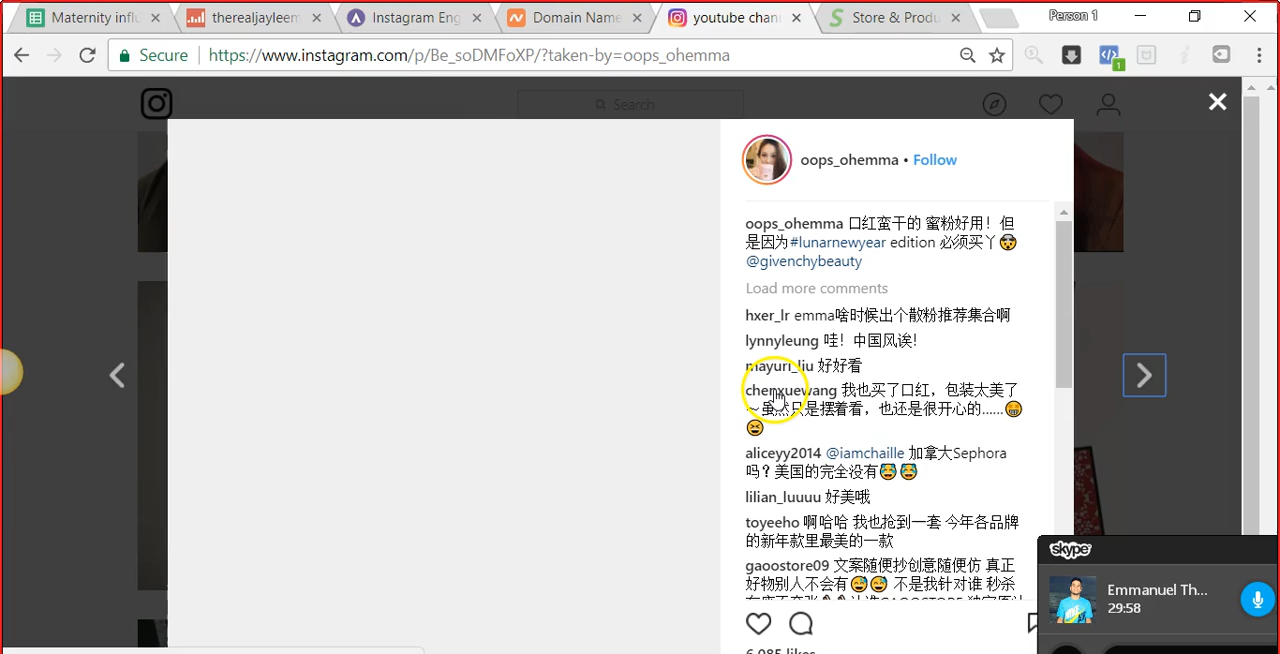 Maternity infl
therealjayleem
Instagram Eng
Domain Name
youtube chan
Store & Produ
Person 1
Secure
https://www.instagram.com/p/Be_soDMFoXP/?taken-by=oops_ohemma
1
Search
oops_ohemma • Follow
oops_ohemma 口红蛮干的 蜜粉好用！但
是因为#lunarnewyear edition 必须买丫😲
@givenchybeauty
Load more comments
hxer_lr emma啥时候出个散粉推荐集合啊
lynnyleung 哇！中国风诶！
mayuri_liu 好好看
chenxuewang 我也买了口红，包装太美了
～虽然只是摆着看，也还是很开心的……😁
😆
aliceyy2014 @iamchaille 加拿大Sephora
吗？美国的完全没有😂😂
lilian_luuuu 好美哦
toyeeho 啊哈哈 我也抢到一套 今年各品牌
的新年款里最美的一款
gaoostore09 文案随便抄创意随便仿 真正
好物别人不会有😅😅 不是我针对谁 秒杀
6,085 likes
skype
Emmanuel Th...
29:58